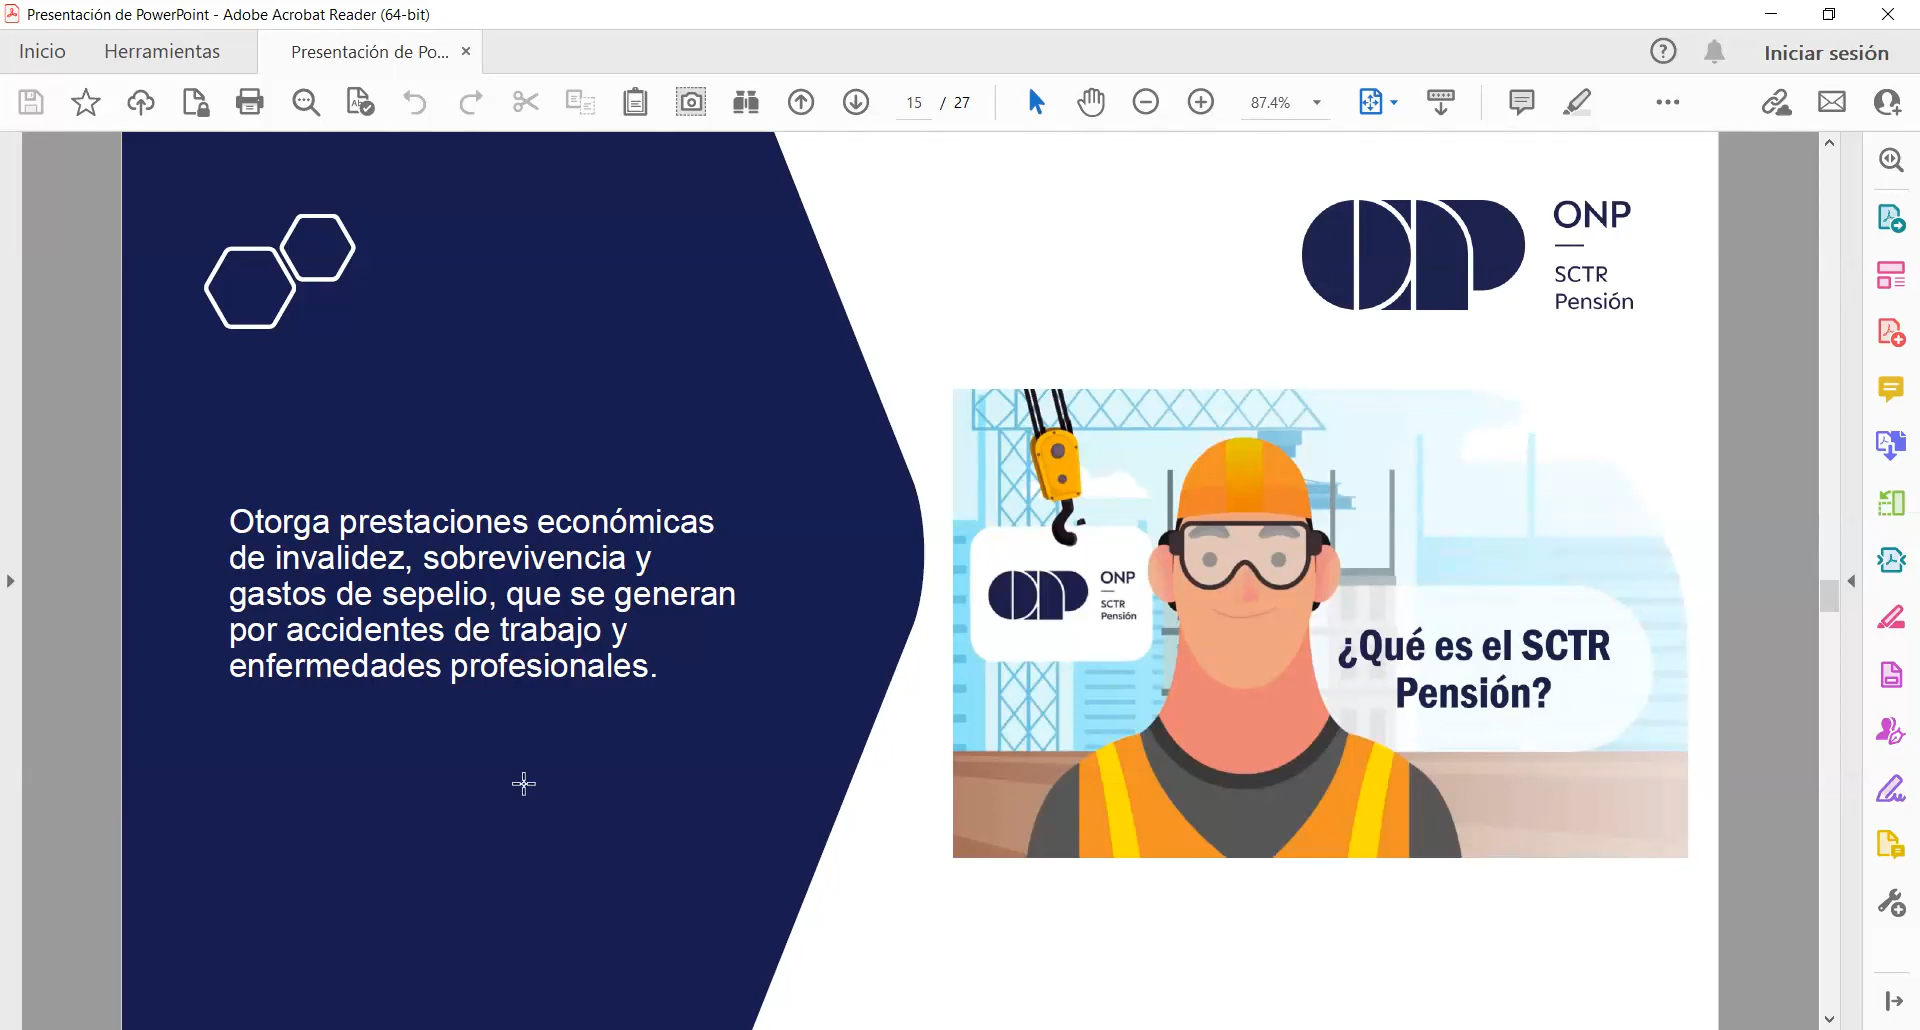 Presentación de PowerPoint - Adobe Acrobat Reader (64-bit)
Inicio
Herramientas
Presentación de Po...
Iniciar sesión
15 / 27
87.4%
ONP
SCTR
Pensión
Otorga prestaciones económicas
de invalidez, sobrevivencia y
gastos de sepelio, que se generan
por accidentes de trabajo y
enfermedades profesionales.
ONP
SCTR
Pensión
¿Qué es el SCTR
Pensión?